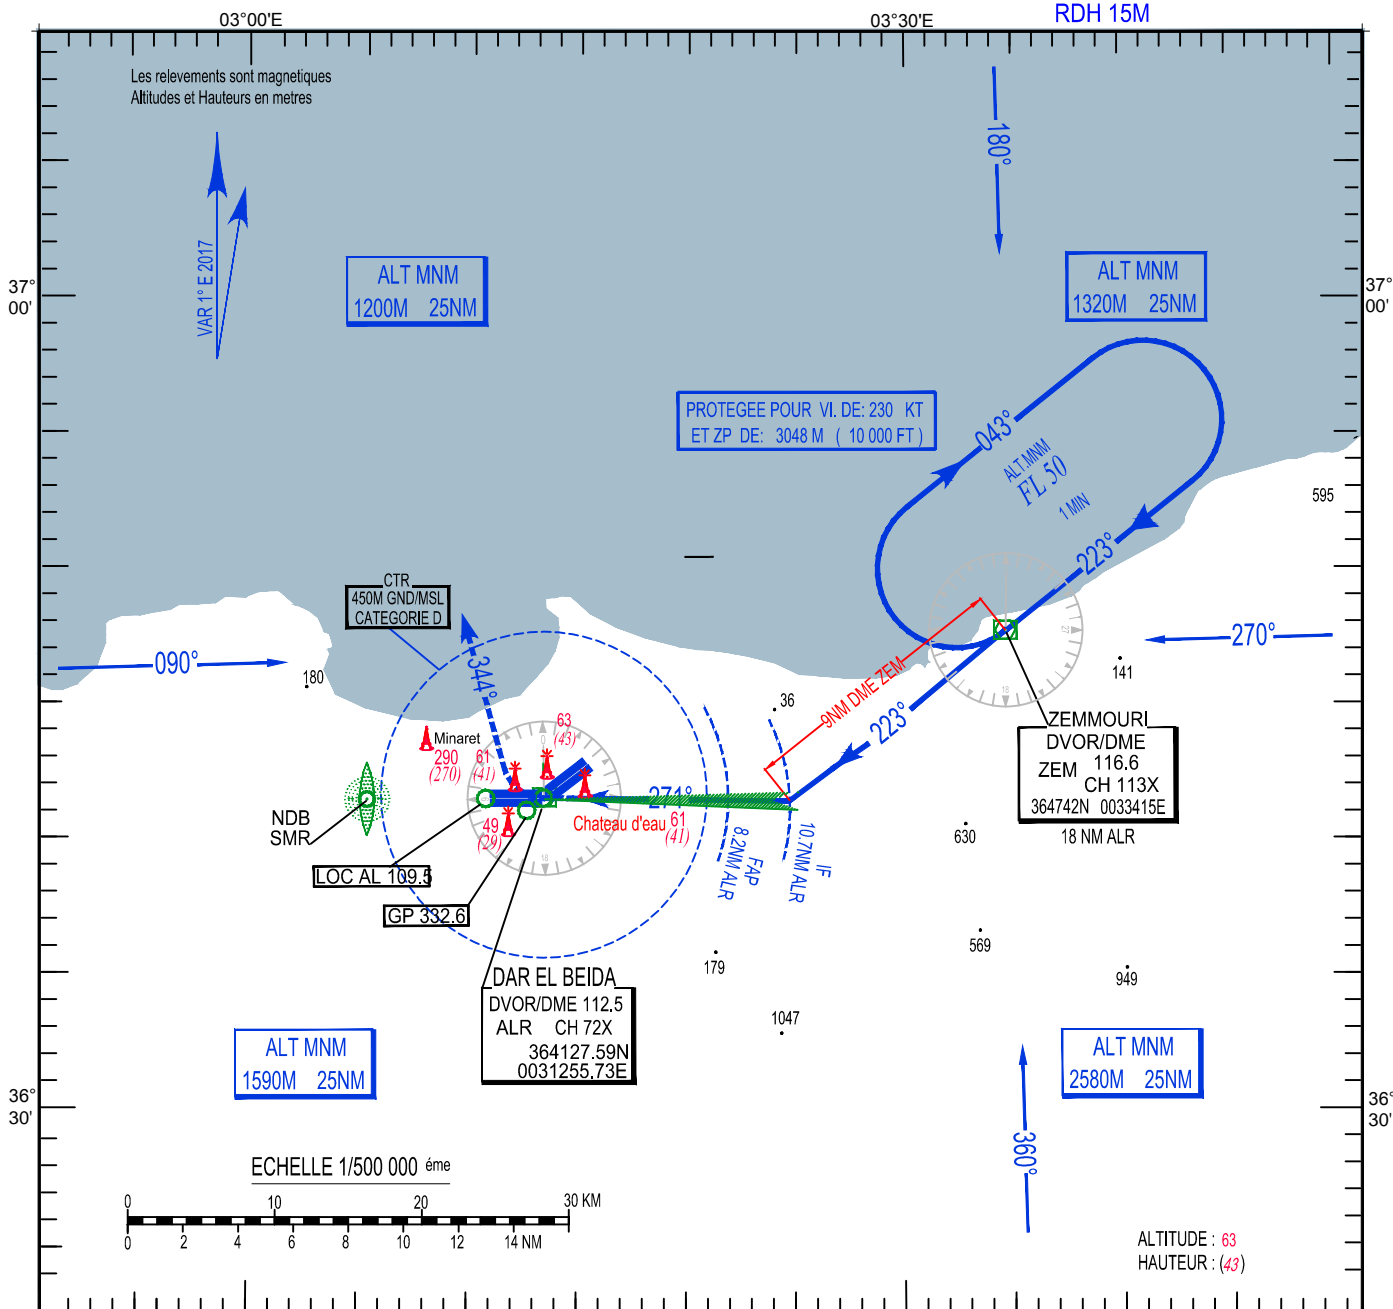 03°00'E
03°30'E
RDH 15M
Les relevements sont magnetiques
Altitudes et Hauteurs en metres
VAR 1° E 2017
180°
ALT MNM
1200M 25NM
ALT MNM
1320M 25NM
37°
00'
37°
00'
PROTEGEE POUR VI. DE: 230 KT
ET ZP DE: 3048 M ( 10 000 FT )
043°
ALT.MNM
FL 50
1 MIN
223°
595
CTR
450M GND/MSL
CATEGORIE D
090°
180
344°
270°
141
9NM DME ZEM
223°
36
27
18
ZEMMOURI
DVOR/DME
116.6
ZEM
CH 113X
364742N 0033415E
18 NM ALR
63
(43)
Minaret
290
(270)
61
(41)
0
271°
Chateau d'eau
61
(41)
49
(29)
18
NDB
SMR
LOC AL 109.5
GP 332.6
8.2NM ALR
FAP
10.7NM ALR
IF
630
569
949
179
1047
DAR EL BEIDA
DVOR/DME 112.5
ALR CH 72X
364127.59N
0031255.73E
ALT MNM
1590M 25NM
ALT MNM
2580M 25NM
36°
30'
36°
30'
360°
ECHELLE 1/500 000 éme
0 10 20 30 KM
0 2 4 6 8 10 12 14 NM
ALTITUDE : 63
HAUTEUR : (43)